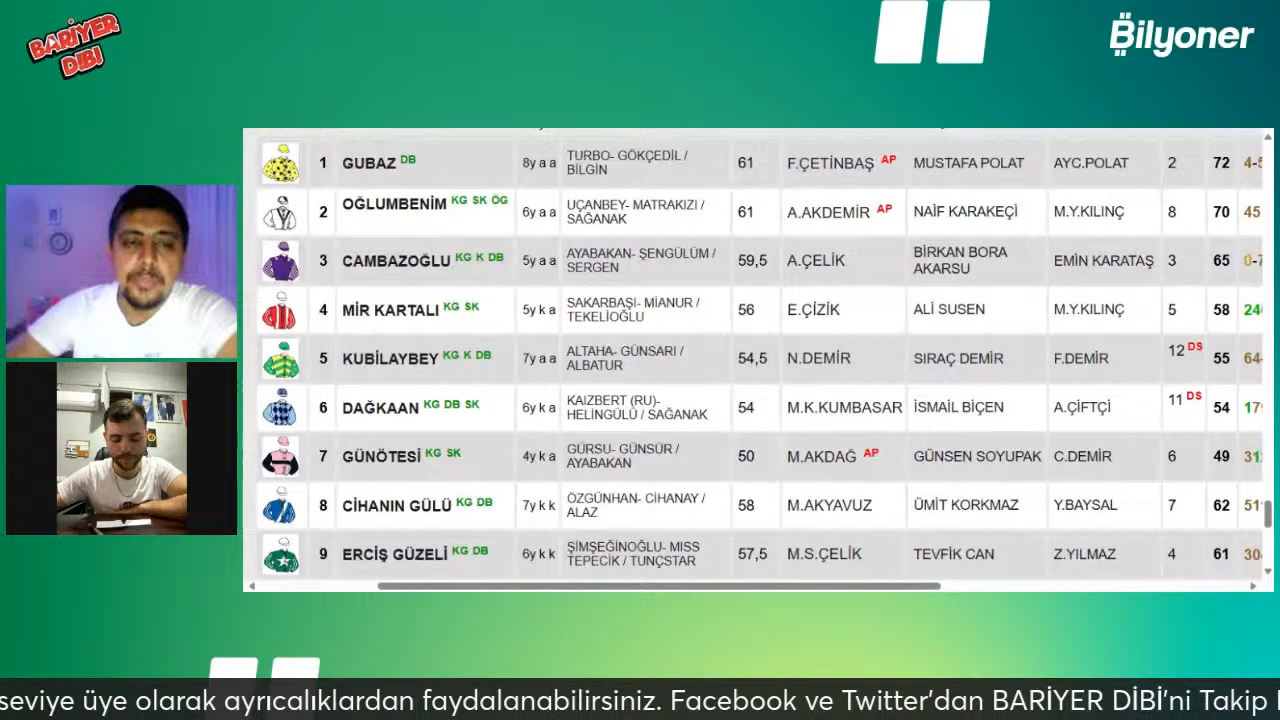 BARİYER
DİBİ
Bilyoner
1 GUBAZ DB 8y a a TURBO- GÖKÇEDİL / BİLGİN 61 F.ÇETİNBAŞ AP MUSTAFA POLAT AYC.POLAT 2 72
2 OĞLUMBENİM KG SK ÖG 6y a a UÇANBEY- MATRAKIZI / SAĞANAK 61 A.AKDEMİR AP NAİF KARAKEÇİ M.Y.KILINÇ 8 70 45
3 CAMBAZOĞLU KG K DB 5y a a AYABAKAN- ŞENGÜLÜM / SERGEN 59,5 A.ÇELİK BİRKAN BORA AKARSU EMİN KARATAŞ 3 65
4 MİR KARTALI KG SK 5y k a SAKARBAŞI- MİANUR / TEKELİOĞLU 56 E.ÇİZİK ALİ SUSEN M.Y.KILINÇ 5 58
5 KUBİLAYBEY KG K DB 7y a a ALTAHA- GÜNSARI / ALBATUR 54,5 N.DEMİR SIRAÇ DEMİR F.DEMİR 12 DS 55 64-
6 DAĞKAAN KG DB SK 6y k a KAIZBERT (RU)- HELİNGÜLÜ / SAĞANAK 54 M.K.KUMBASAR İSMAİL BİÇEN A.ÇİFTÇİ 11 DS 54
7 GÜNÖTESİ KG SK 4y k a GÜRSU- GÜNSUR / AYABAKAN 50 M.AKDAĞ AP GÜNSEN SOYUPAK C.DEMİR 6 49
8 CİHANIN GÜLÜ KG DB 7y k k ÖZGÜNHAN- CİHANAY / ALAZ 58 M.AKYAVUZ ÜMİT KORKMAZ Y.BAYSAL 7 62
9 ERCİŞ GÜZELİ KG DB 6y k k ŞİMŞEĞİNOĞLU- MISS TEPECİK / TUNÇSTAR 57,5 M.S.ÇELİK TEVFİK CAN Z.YILMAZ 4 61
seviye üye olarak ayrıcalıklardan faydalanabilirsiniz. Facebook ve Twitter'dan BARİYER DİBİ'ni Takip